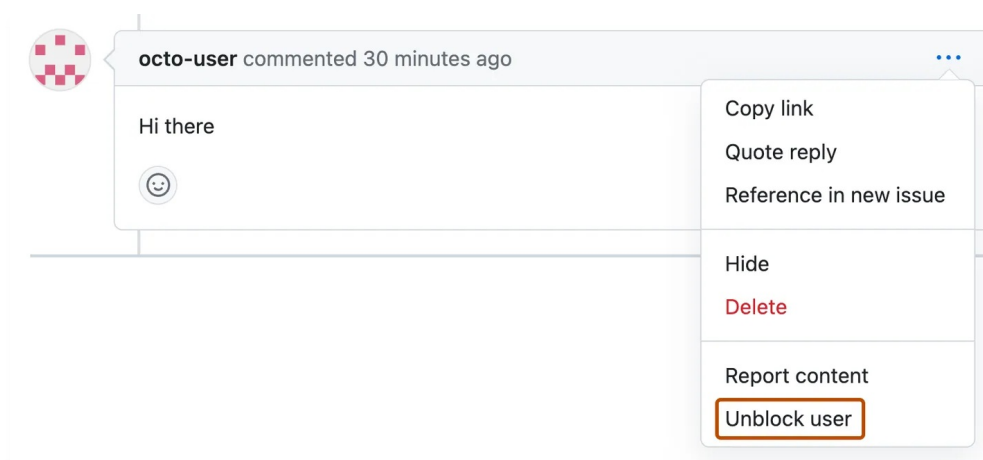 octo-user commented 30 minutes ago
Hi there
Copy link
Quote reply
Reference in new issue
Hide
Delete
Report content
Unblock user